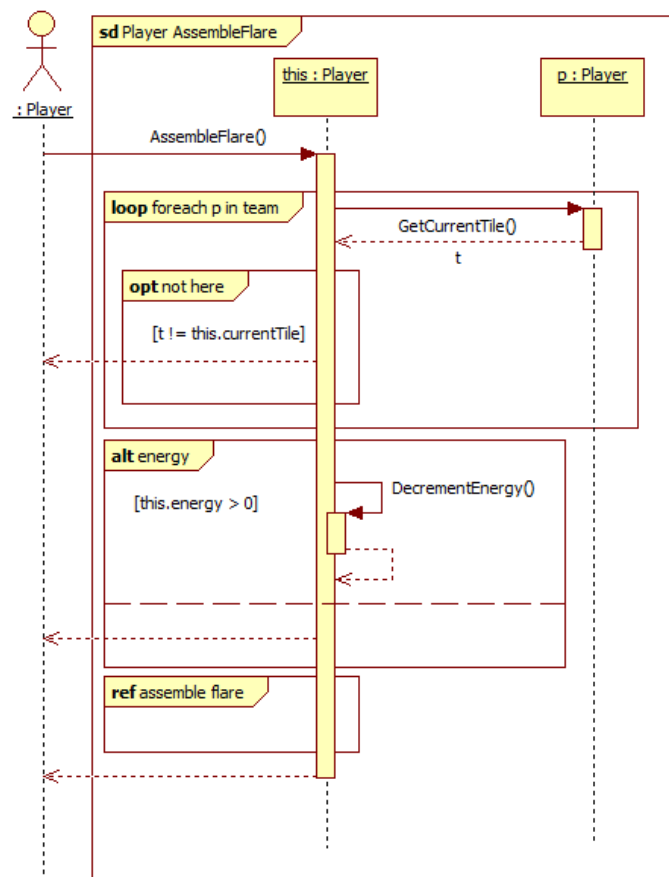 sd Player AssembleFlare
: Player
this : Player
p : Player
AssembleFlare()
loop foreach p in team
GetCurrentTile()
t
opt not here
[t != this.currentTile]
alt energy
[this.energy > 0]
DecrementEnergy()
ref assemble flare